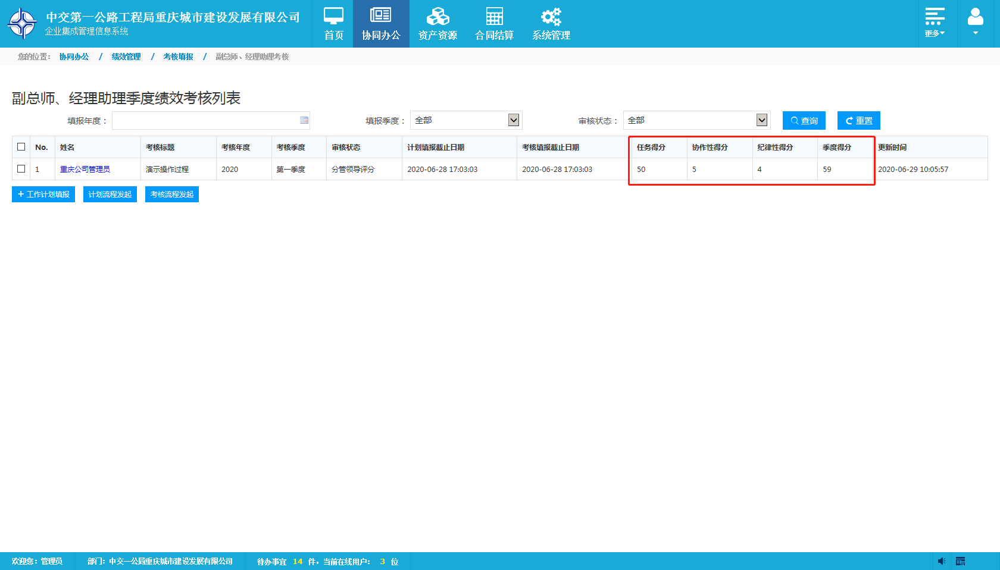 中交第一公路工程局重庆城市建设发展有限公司
企业集成管理信息系统
首页 协同办公 资产资源 合同结算 系统管理 更多
您的位置: 协同办公 / 绩效管理 / 考核填报 / 副总师、经理助理考核
副总师、经理助理季度绩效考核列表
填报年度： 填报季度： 全部 审核状态： 全部 查询 重置
No. 姓名 考核标题 考核年度 考核季度 审核状态 计划填报截止日期 考核填报截止日期 任务得分 协作性得分 纪律性得分 季度得分 更新时间
1 重庆公司管理员 演示操作过程 2020 第一季度 分管领导评分 2020-06-28 17:03:03 2020-06-28 17:03:03 50 5 4 59 2020-06-29 10:05:57
+ 工作计划填报 计划流程发起 考核流程发起
欢迎您：管理员 部门：中交一公局重庆城市建设发展有限公司 待办事宜 14 件，当前在线用户： 3 位